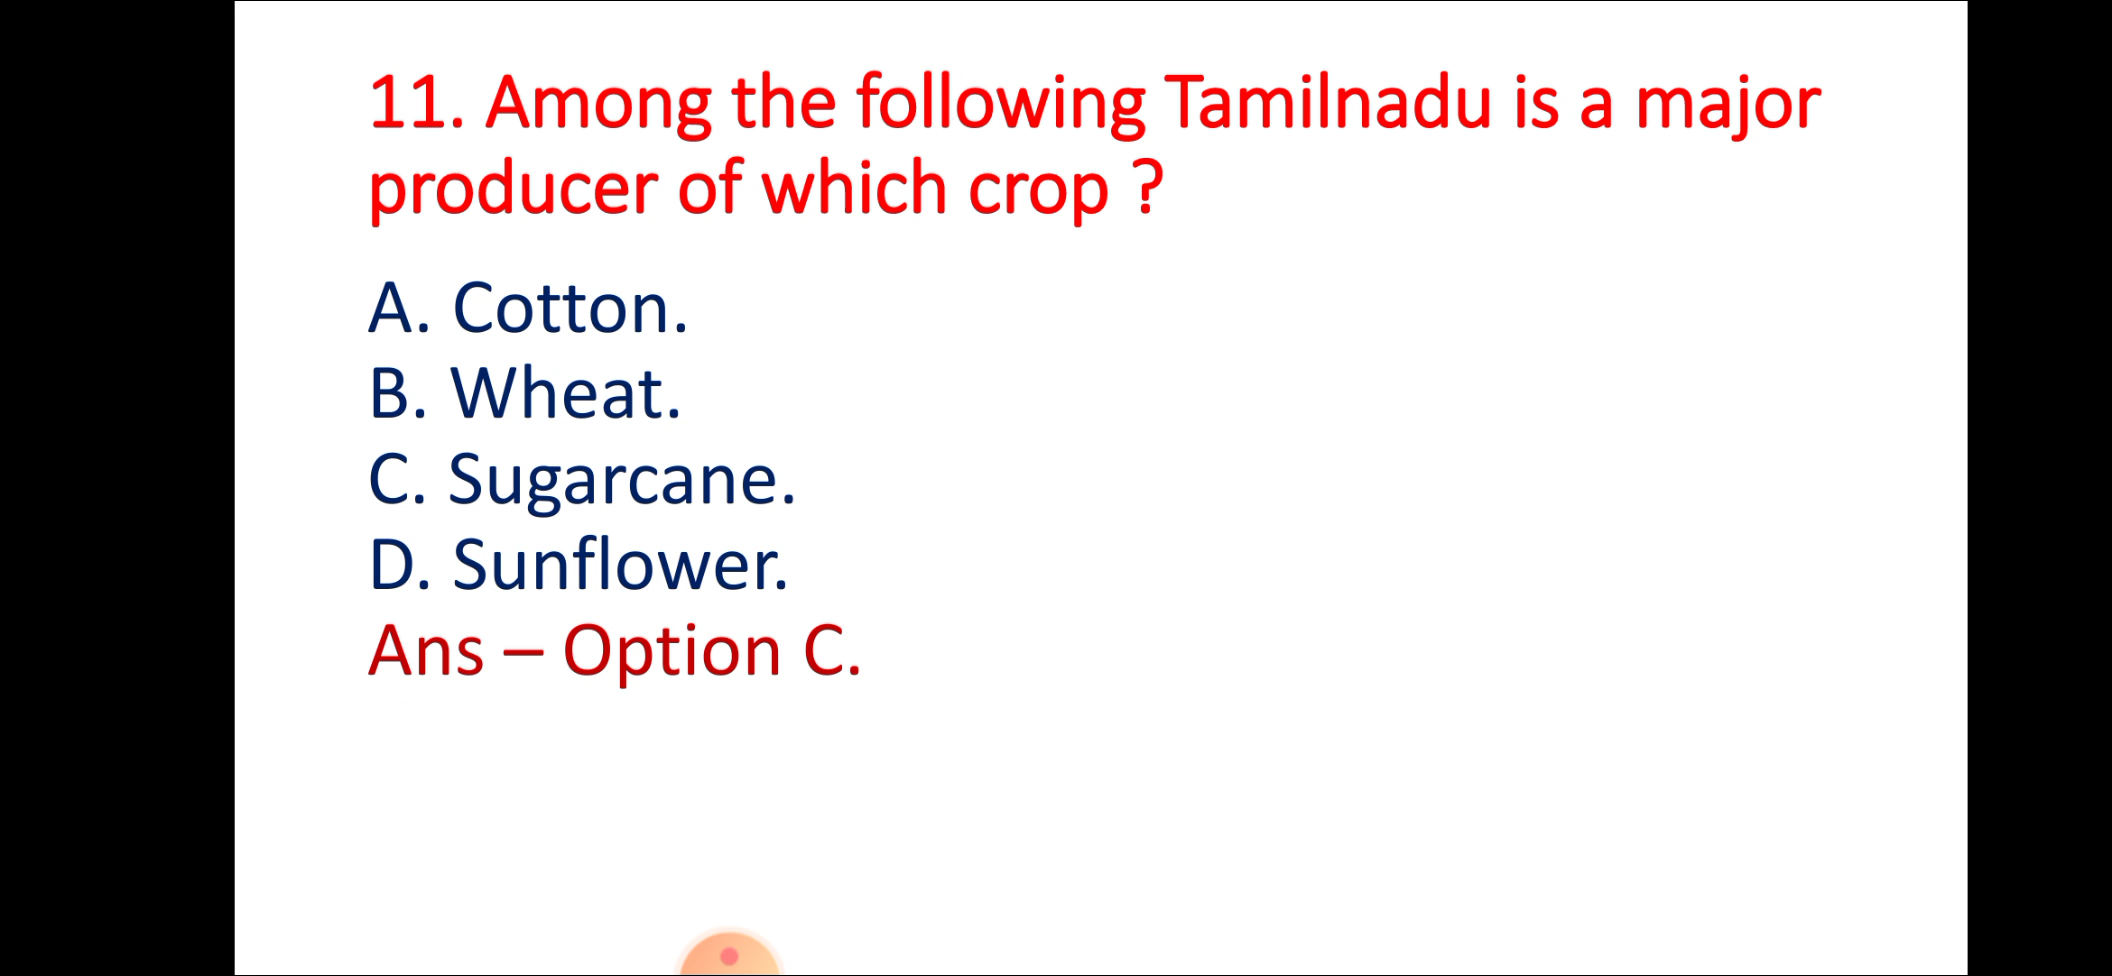 11. Among the following Tamilnadu is a major
producer of which crop ?
A. Cotton.
B. Wheat.
C. Sugarcane.
D. Sunflower.
Ans – Option C.